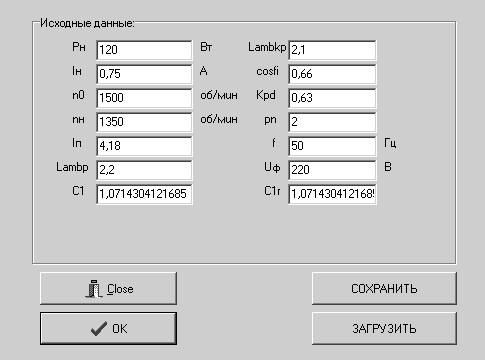 Исходные данные:
Рн 120 Вт Lambkp 2,1
Iн 0,75 А cosfi 0,66
n0 1500 об/мин Kpd 0,63
nн 1350 об/мин pn 2
Iп 4,18 f 50 Гц
Lambp 2,2 Uф 220 В
C1 1,0714304121685 C1r 1,0714304121685
Close СОХРАНИТЬ
OK ЗАГРУЗИТЬ